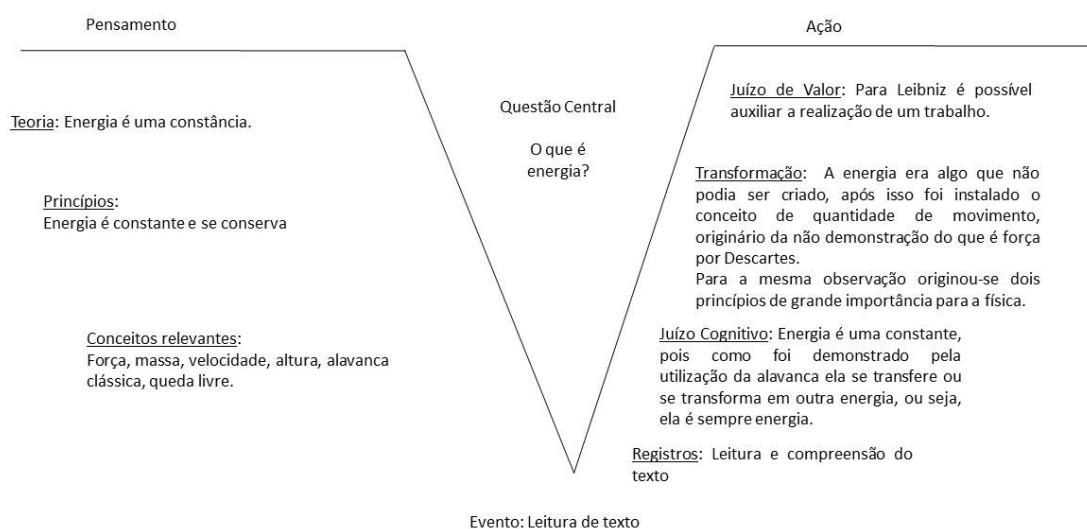 Pensamento
Ação
Questão Central
O que é
energia?
Teoria: Energia é uma constância.
Princípios:
Energia é constante e se conserva
Conceitos relevantes:
Força, massa, velocidade, altura, alavanca
clássica, queda livre.
Juízo de Valor: Para Leibniz é possível
auxiliar a realização de um trabalho.
Transformação: A energia era algo que não
podia ser criado, após isso foi instalado o
conceito de quantidade de movimento,
originário da não demonstração do que é força
por Descartes.
Para a mesma observação originou-se dois
princípios de grande importância para a física.
Juízo Cognitivo: Energia é uma constante,
pois como foi demonstrado pela
utilização da alavanca ela se transfere ou
se transforma em outra energia, ou seja,
ela é sempre energia.
Registros: Leitura e compreensão do
texto
Evento: Leitura de texto